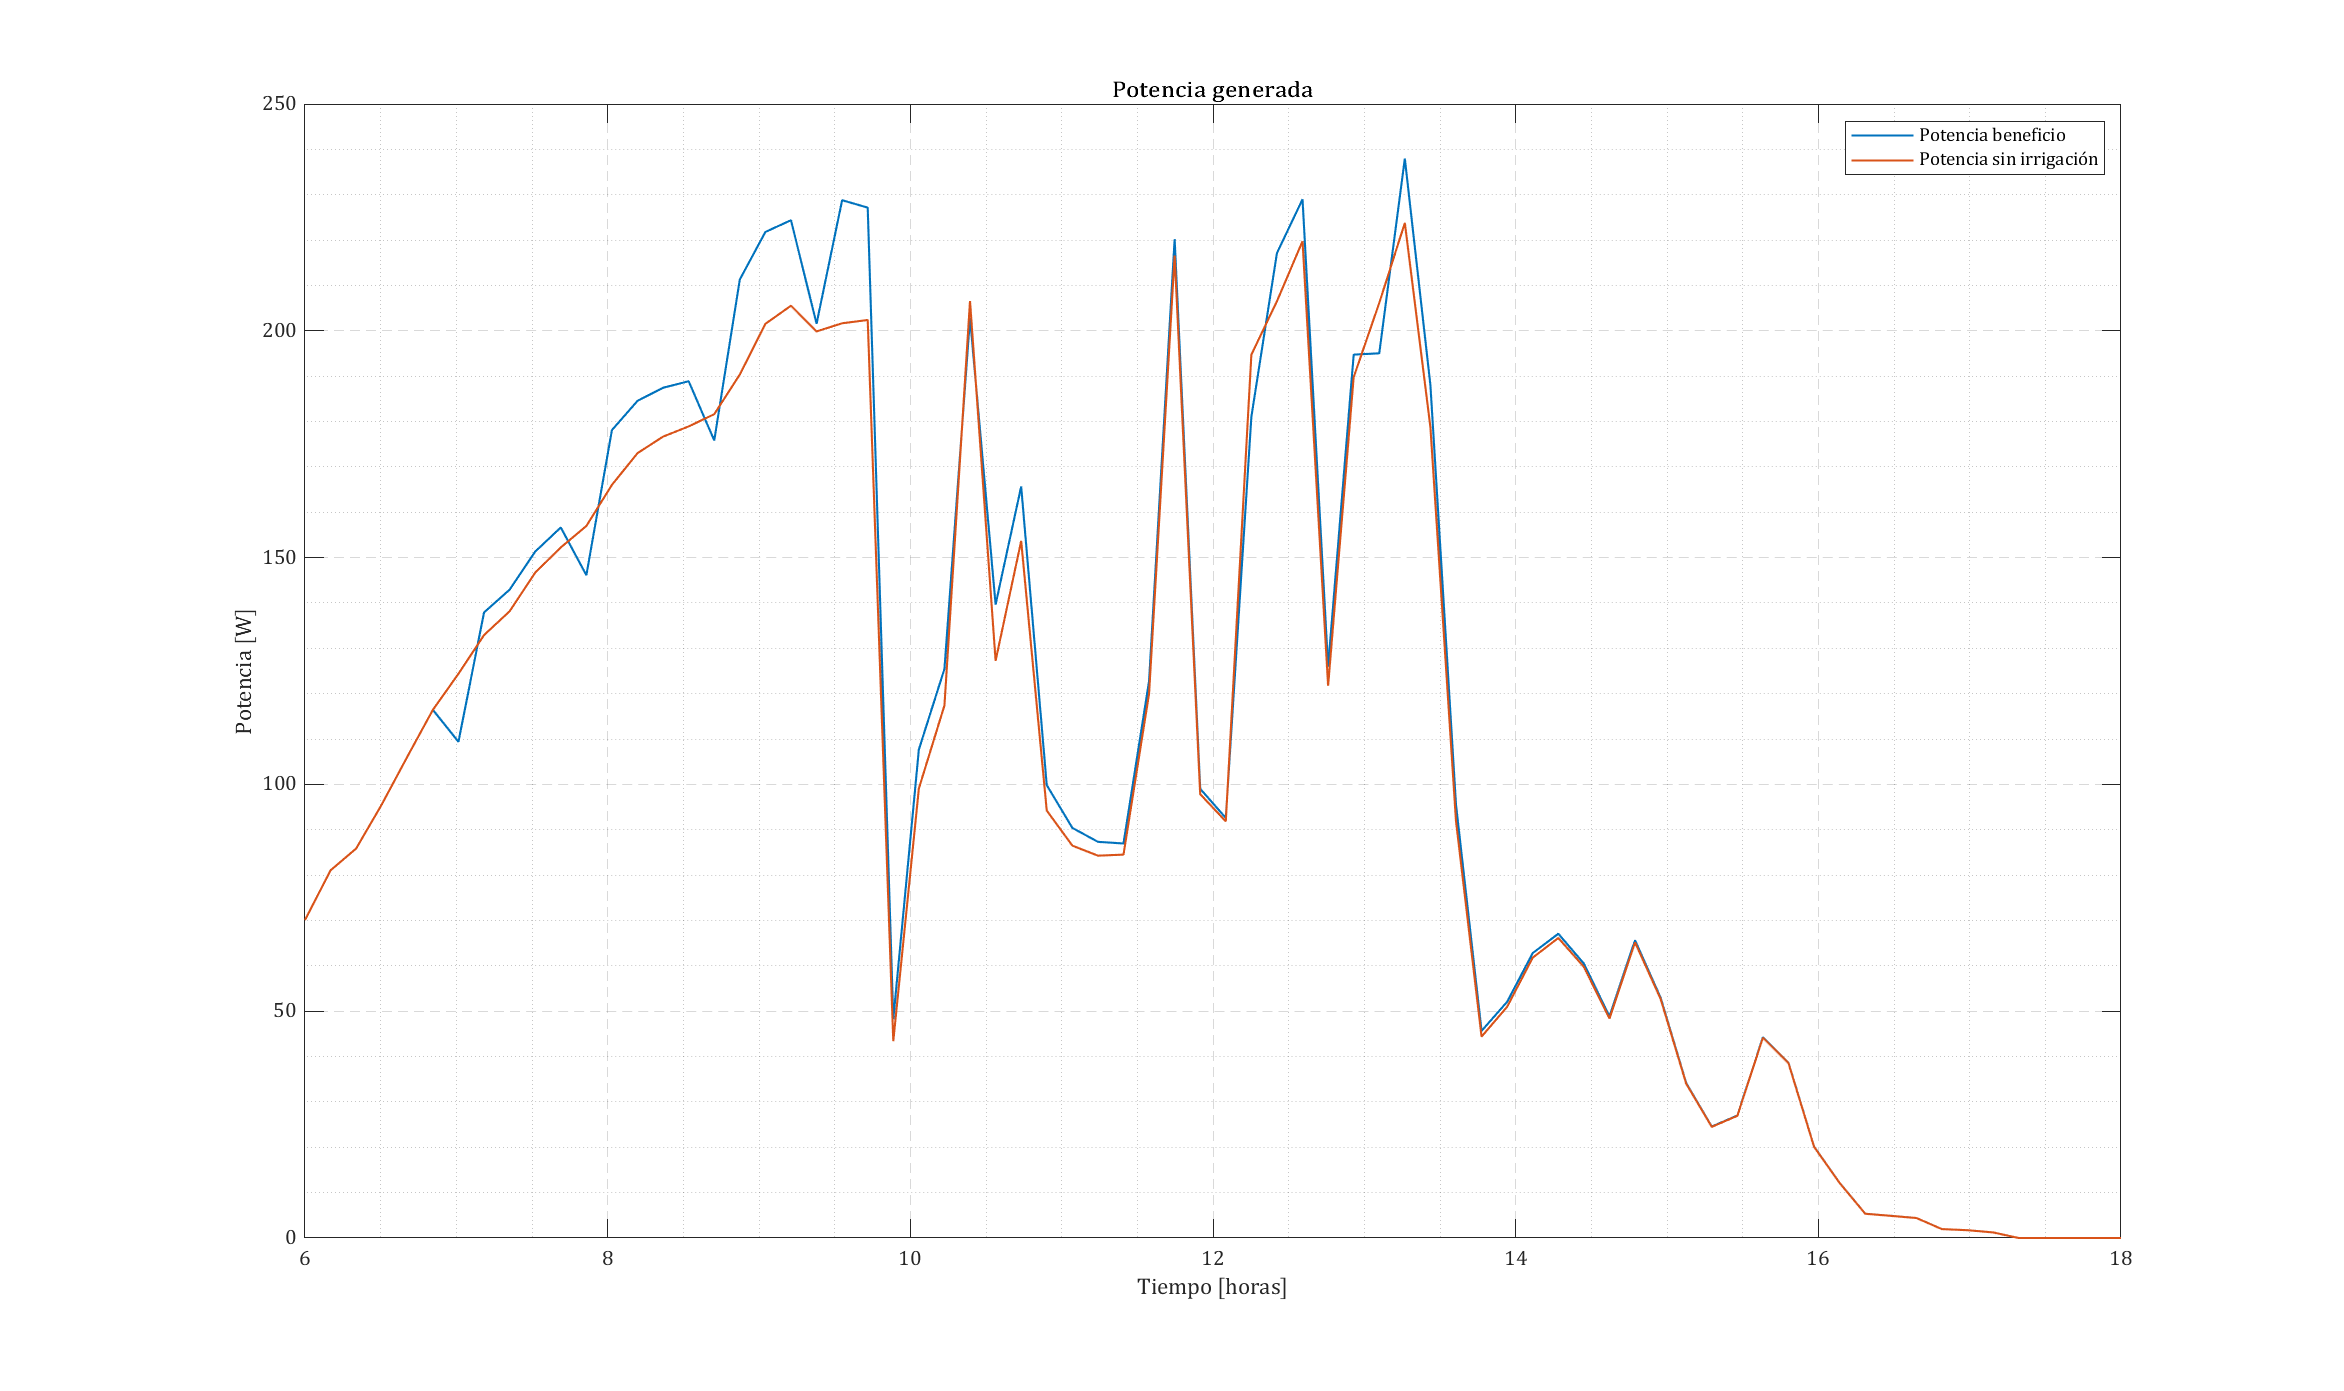 Potencia generada
250
200
150
100
50
0
Potencia [W]
Potencia beneficio
Potencia sin irrigación
6 8 10 12 14 16 18
Tiempo [horas]